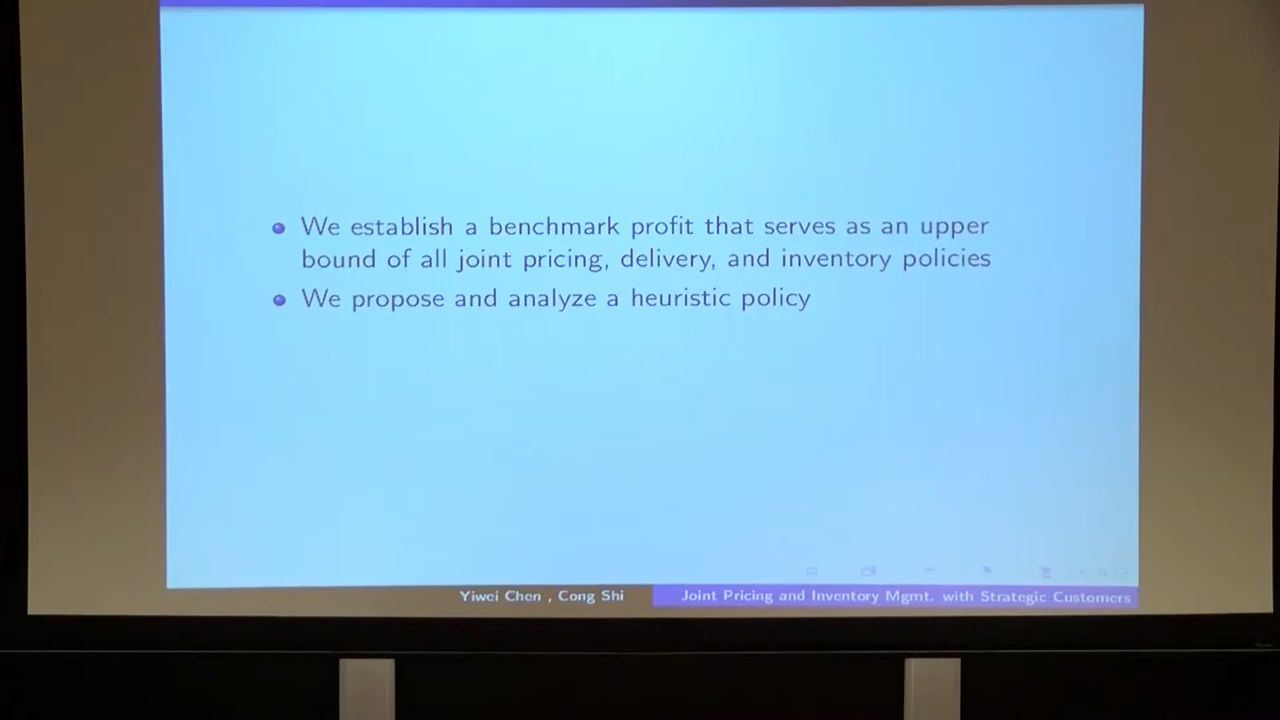 We establish a benchmark profit that serves as an upper
bound of all joint pricing, delivery, and inventory policies
We propose and analyze a heuristic policy
Yiwei Chen , Cong Shi
Joint Pricing and Inventory Mgmt. with Strategic Customers